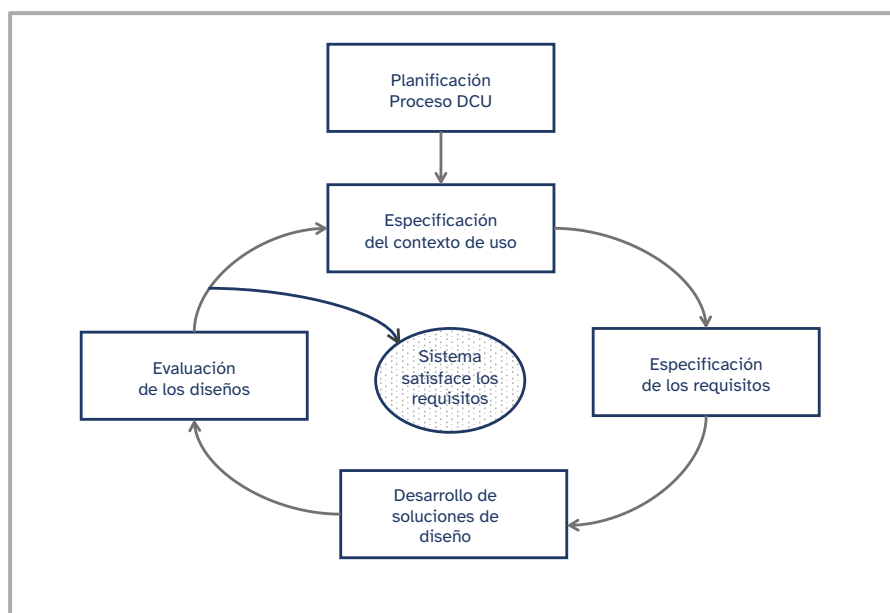 Planificación
Proceso DCU
Especificación
del contexto de uso
Evaluación
de los diseños
Sistema
satisface los
requisitos
Especificación
de los requisitos
Desarrollo de
soluciones de
diseño